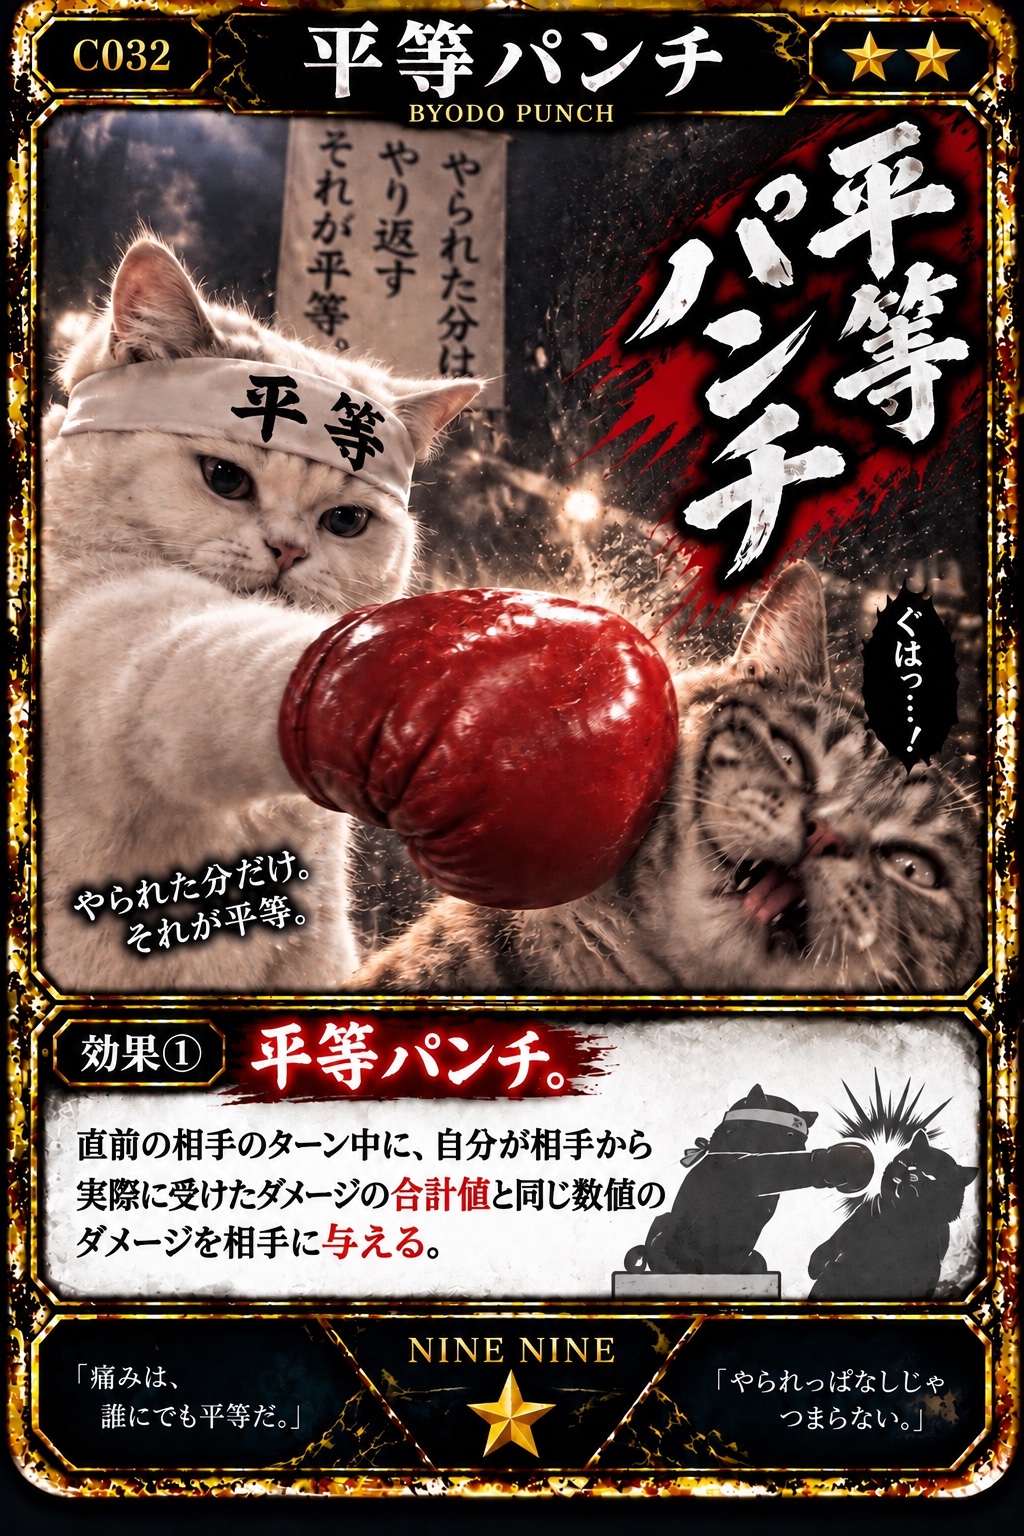 C032
平等パンチ
BYODO PUNCH
やられた分は
やり返す
それが平等。
平等
パンチ
平等
ぐはっ…！
やられた分だけ。
それが平等。
効果①
平等パンチ。
直前の相手のターン中に、自分が相手から
実際に受けたダメージの合計値と同じ数値の
ダメージを相手に与える。
「痛みは、
誰にでも平等だ。」
NINE NINE
「やられっぱなしじゃ
つまらない。」